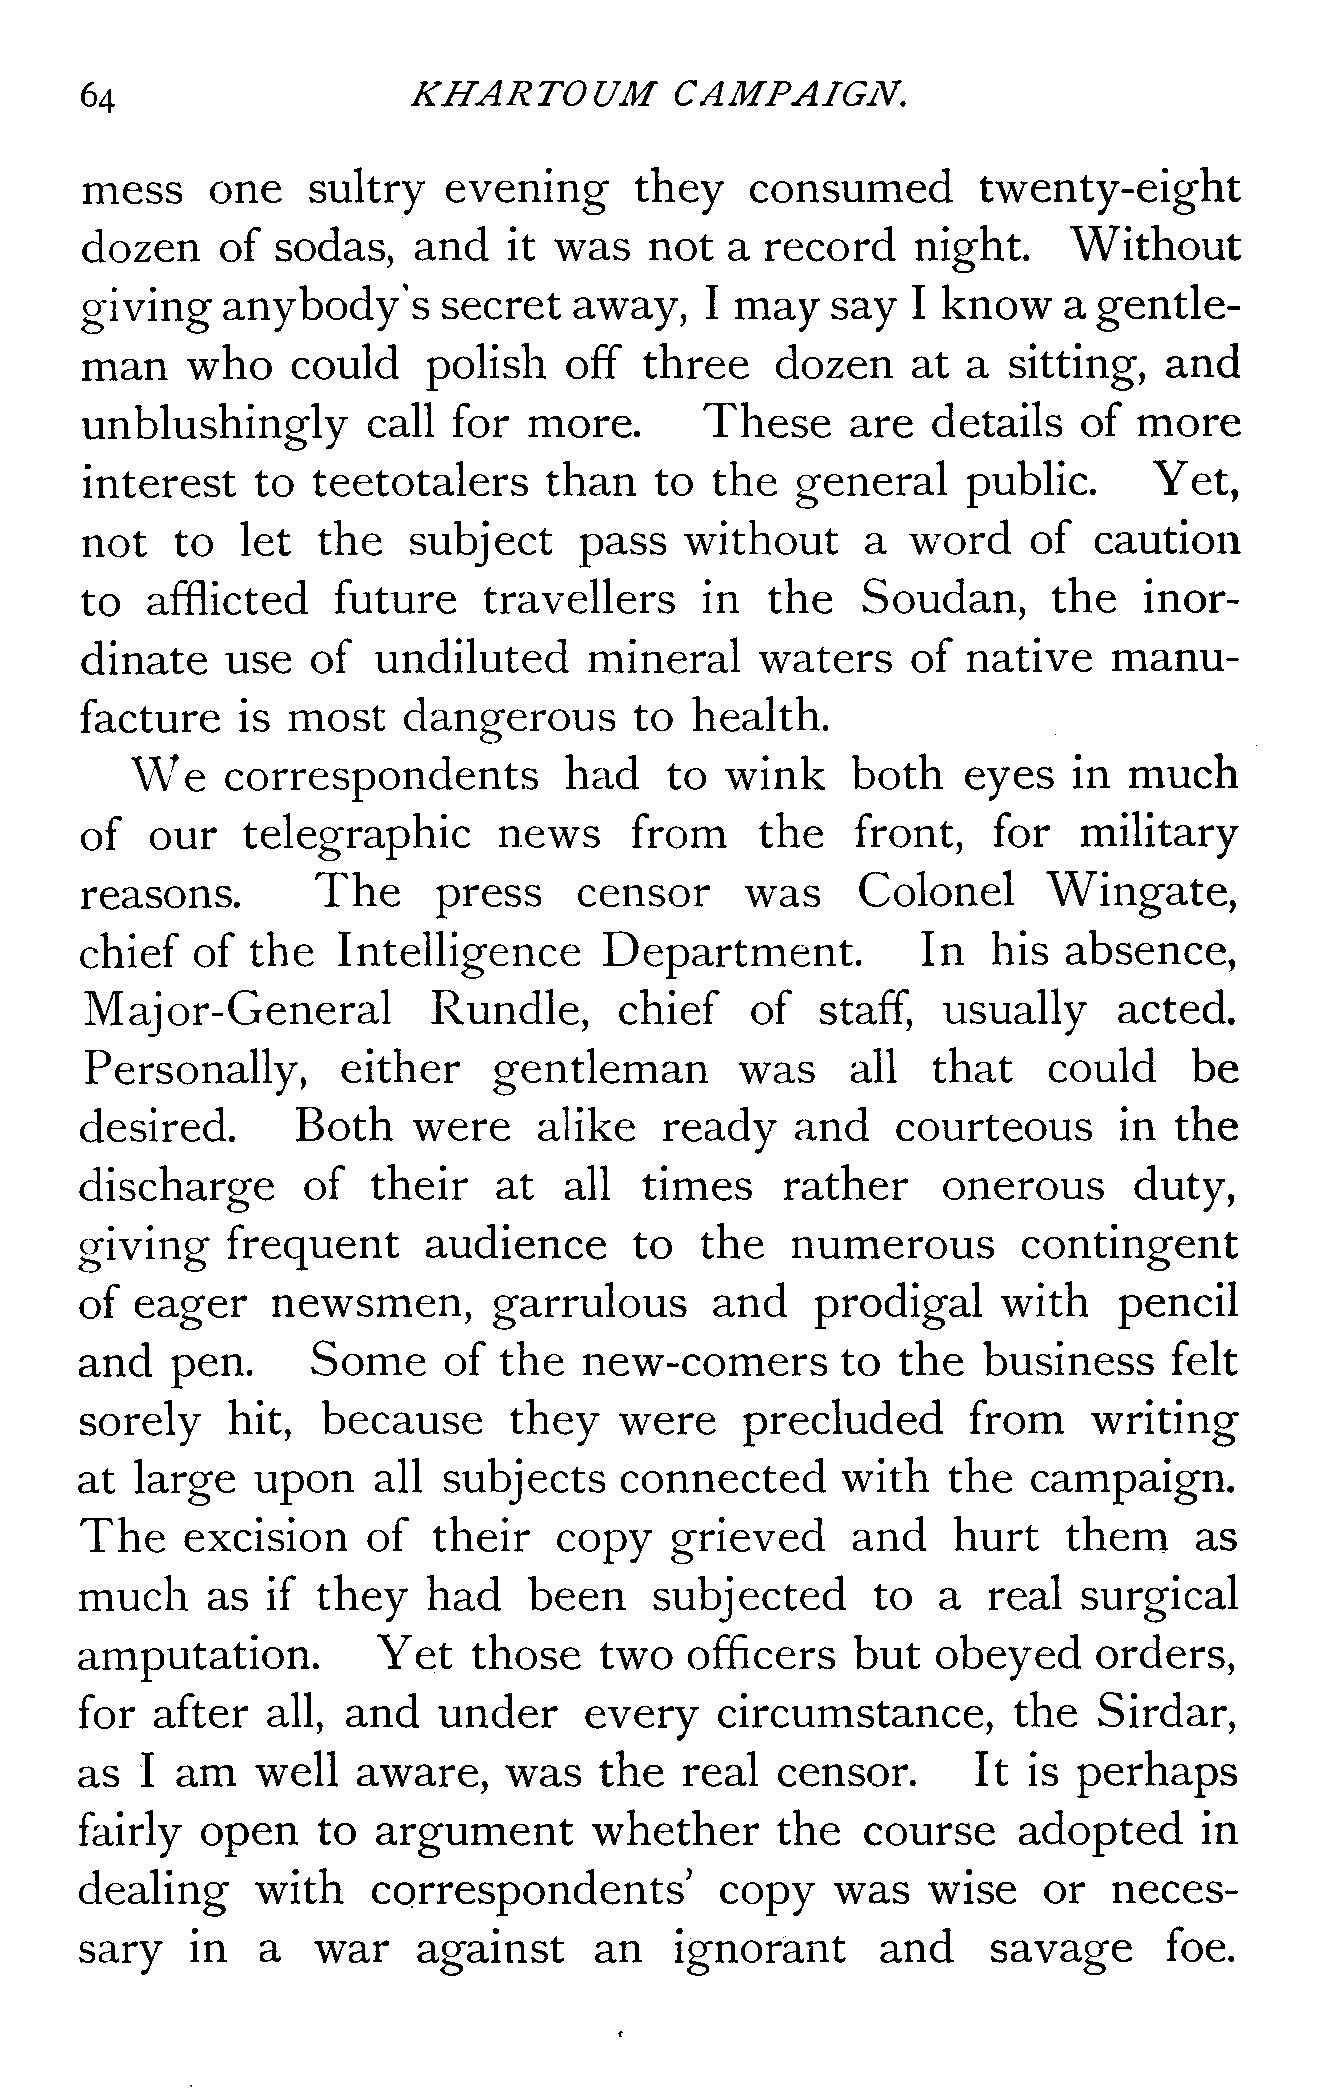 64 KHARTOUM CAMPAIGN.
mess one sultry evening they consumed twenty-eight
dozen of sodas, and it was not a record night. Without
giving anybody's secret away, I may say I know a gentle-
man who could polish off three dozen at a sitting, and
unblushingly call for more. These are details of more
interest to teetotalers than to the general public. Yet,
not to let the subject pass without a word of caution
to afflicted future travellers in the Soudan, the inor-
dinate use of undiluted mineral waters of native manu-
facture is most dangerous to health.
We correspondents had to wink both eyes in much
of our telegraphic news from the front, for military
reasons. The press censor was Colonel Wingate,
chief of the Intelligence Department. In his absence,
Major-General Rundle, chief of staff, usually acted.
Personally, either gentleman was all that could be
desired. Both were alike ready and courteous in the
discharge of their at all times rather onerous duty,
giving frequent audience to the numerous contingent
of eager newsmen, garrulous and prodigal with pencil
and pen. Some of the new-comers to the business felt
sorely hit, because they were precluded from writing
at large upon all subjects connected with the campaign.
The excision of their copy grieved and hurt them as
much as if they had been subjected to a real surgical
amputation. Yet those two officers but obeyed orders,
for after all, and under every circumstance, the Sirdar,
as I am well aware, was the real censor. It is perhaps
fairly open to argument whether the course adopted in
dealing with correspondents' copy was wise or neces-
sary in a war against an ignorant and savage foe.